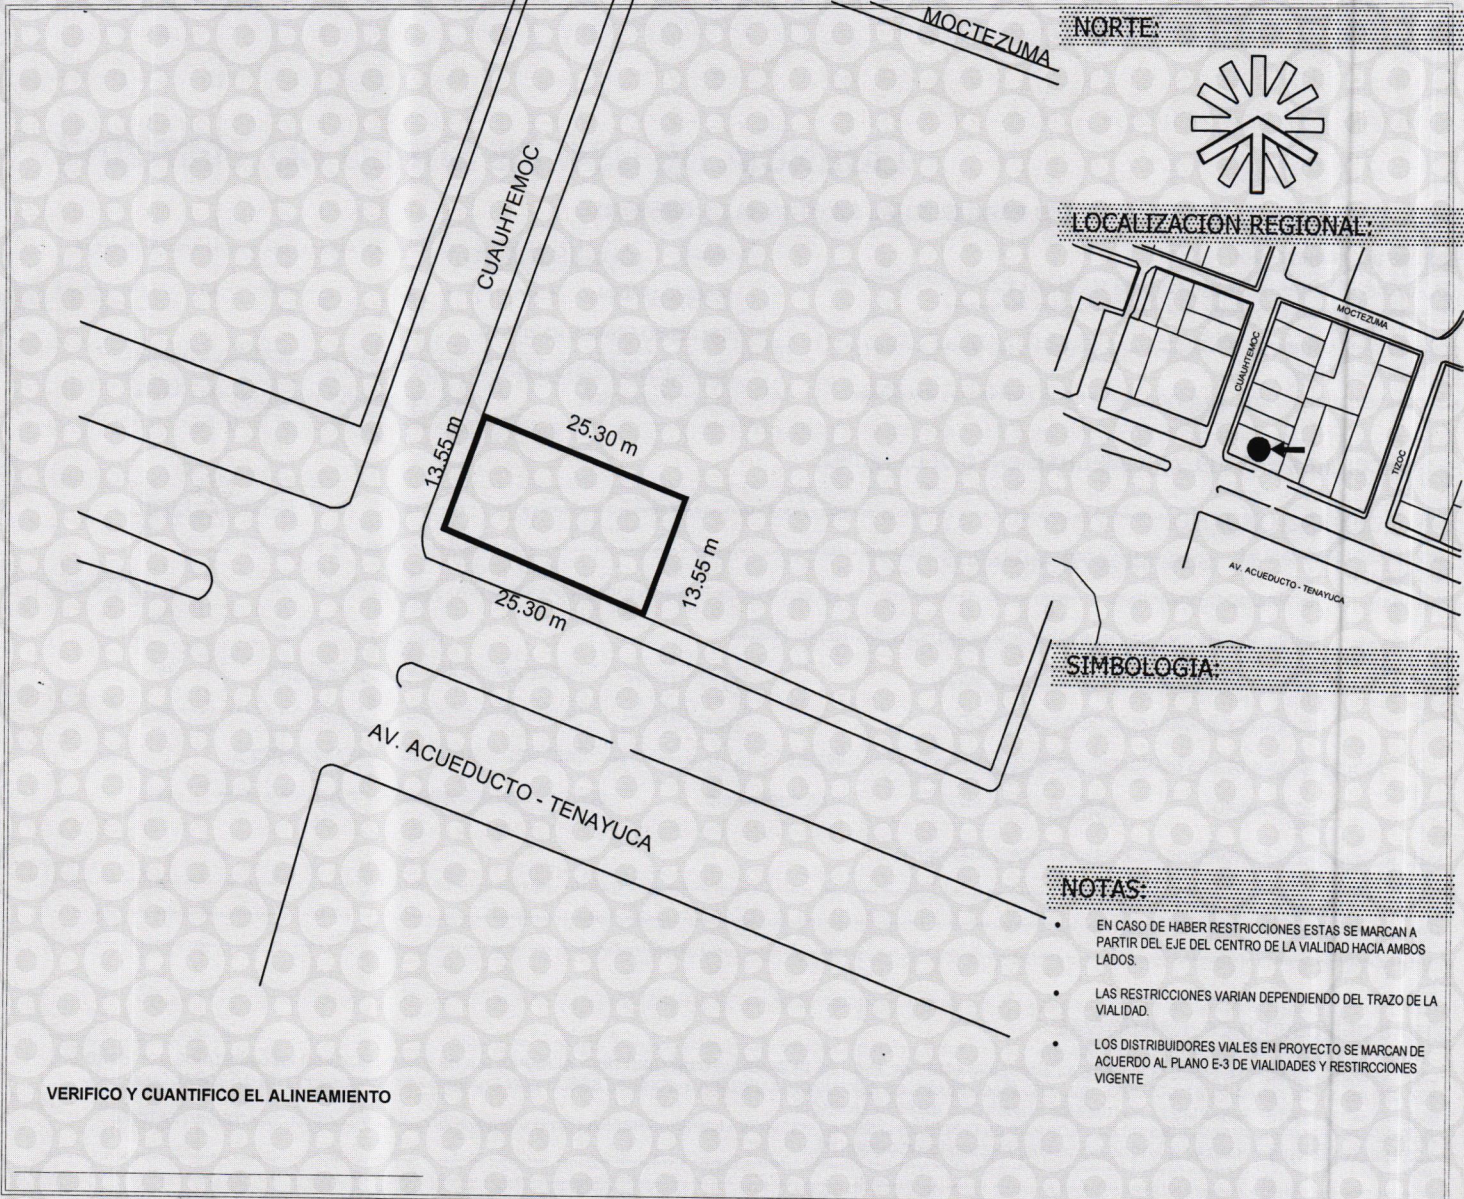 MOCTEZUMA
CUAUHTEMOC
13.55 m
25.30 m
13.55 m
25.30 m
AV. ACUEDUCTO - TENAYUCA
VERIFICO Y CUANTIFICO EL ALINEAMIENTO
NORTE:
LOCALIZACION REGIONAL:
MOCTEZUMA
CUAUHTEMOC
TIZOC
AV. ACUEDUCTO - TENAYUCA
SIMBOLOGIA:
NOTAS:
• EN CASO DE HABER RESTRICCIONES ESTAS SE MARCAN A
PARTIR DEL EJE DEL CENTRO DE LA VIALIDAD HACIA AMBOS
LADOS.
• LAS RESTRICCIONES VARIAN DEPENDIENDO DEL TRAZO DE LA
VIALIDAD.
• LOS DISTRIBUIDORES VIALES EN PROYECTO SE MARCAN DE
ACUERDO AL PLANO E-3 DE VIALIDADES Y RESTIRCCIONES
VIGENTE